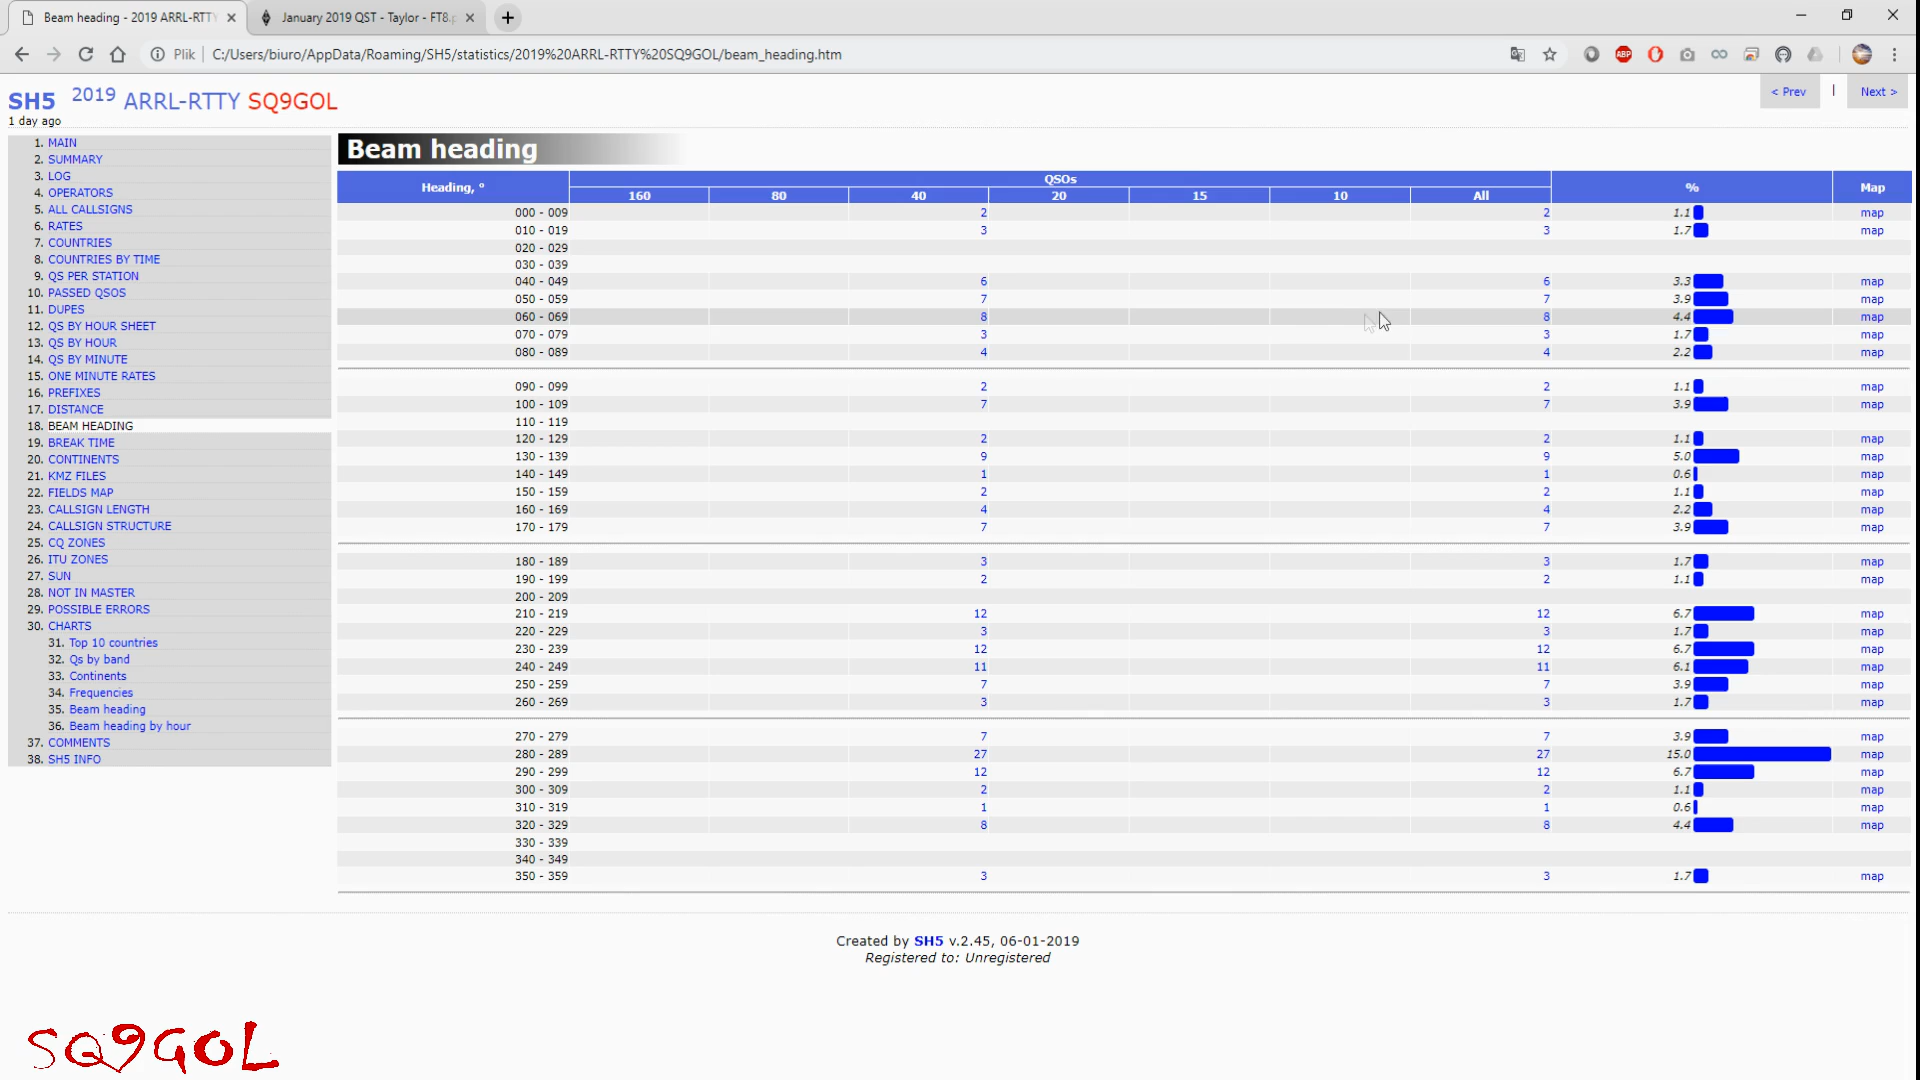 Beam heading - 2019 ARRL-RTT
January 2019 QST - Taylor - FT8.p
Plik C:/Users/biuro/AppData/Roaming/SH5/statistics/2019%20ARRL-RTTY%20SQ9GOL/beam_heading.htm
ABP
SH5 2019 ARRL-RTTY SQ9GOL
< Prev | Next >
1 day ago
1. MAIN
2. SUMMARY
3. LOG
4. OPERATORS
5. ALL CALLSIGNS
6. RATES
7. COUNTRIES
8. COUNTRIES BY TIME
9. QS PER STATION
10. PASSED QSOS
11. DUPES
12. QS BY HOUR SHEET
13. QS BY HOUR
14. QS BY MINUTE
15. ONE MINUTE RATES
16. PREFIXES
17. DISTANCE
18. BEAM HEADING
19. BREAK TIME
20. CONTINENTS
21. KMZ FILES
22. FIELDS MAP
23. CALLSIGN LENGTH
24. CALLSIGN STRUCTURE
25. CQ ZONES
26. ITU ZONES
27. SUN
28. NOT IN MASTER
29. POSSIBLE ERRORS
30. CHARTS
31. Top 10 countries
32. Qs by band
33. Continents
34. Frequencies
35. Beam heading
36. Beam heading by hour
37. COMMENTS
38. SH5 INFO
Beam heading
Heading, ° QSOs % Map
160 80 40 20 15 10 All
000 - 009 2 2 1.1 map
010 - 019 3 3 1.7 map
020 - 029
030 - 039
040 - 049 6 6 3.3 map
050 - 059 7 7 3.9 map
060 - 069 8 8 4.4 map
070 - 079 3 3 1.7 map
080 - 089 4 4 2.2 map
090 - 099 2 2 1.1 map
100 - 109 7 7 3.9 map
110 - 119
120 - 129 2 2 1.1 map
130 - 139 9 9 5.0 map
140 - 149 1 1 0.6 map
150 - 159 2 2 1.1 map
160 - 169 4 4 2.2 map
170 - 179 7 7 3.9 map
180 - 189 3 3 1.7 map
190 - 199 2 2 1.1 map
200 - 209
210 - 219 12 12 6.7 map
220 - 229 3 3 1.7 map
230 - 239 12 12 6.7 map
240 - 249 11 11 6.1 map
250 - 259 7 7 3.9 map
260 - 269 3 3 1.7 map
270 - 279 7 7 3.9 map
280 - 289 27 27 15.0 map
290 - 299 12 12 6.7 map
300 - 309 2 2 1.1 map
310 - 319 1 1 0.6 map
320 - 329 8 8 4.4 map
330 - 339
340 - 349
350 - 359 3 3 1.7 map
Created by SH5 v.2.45, 06-01-2019
Registered to: Unregistered
SQ9GOL